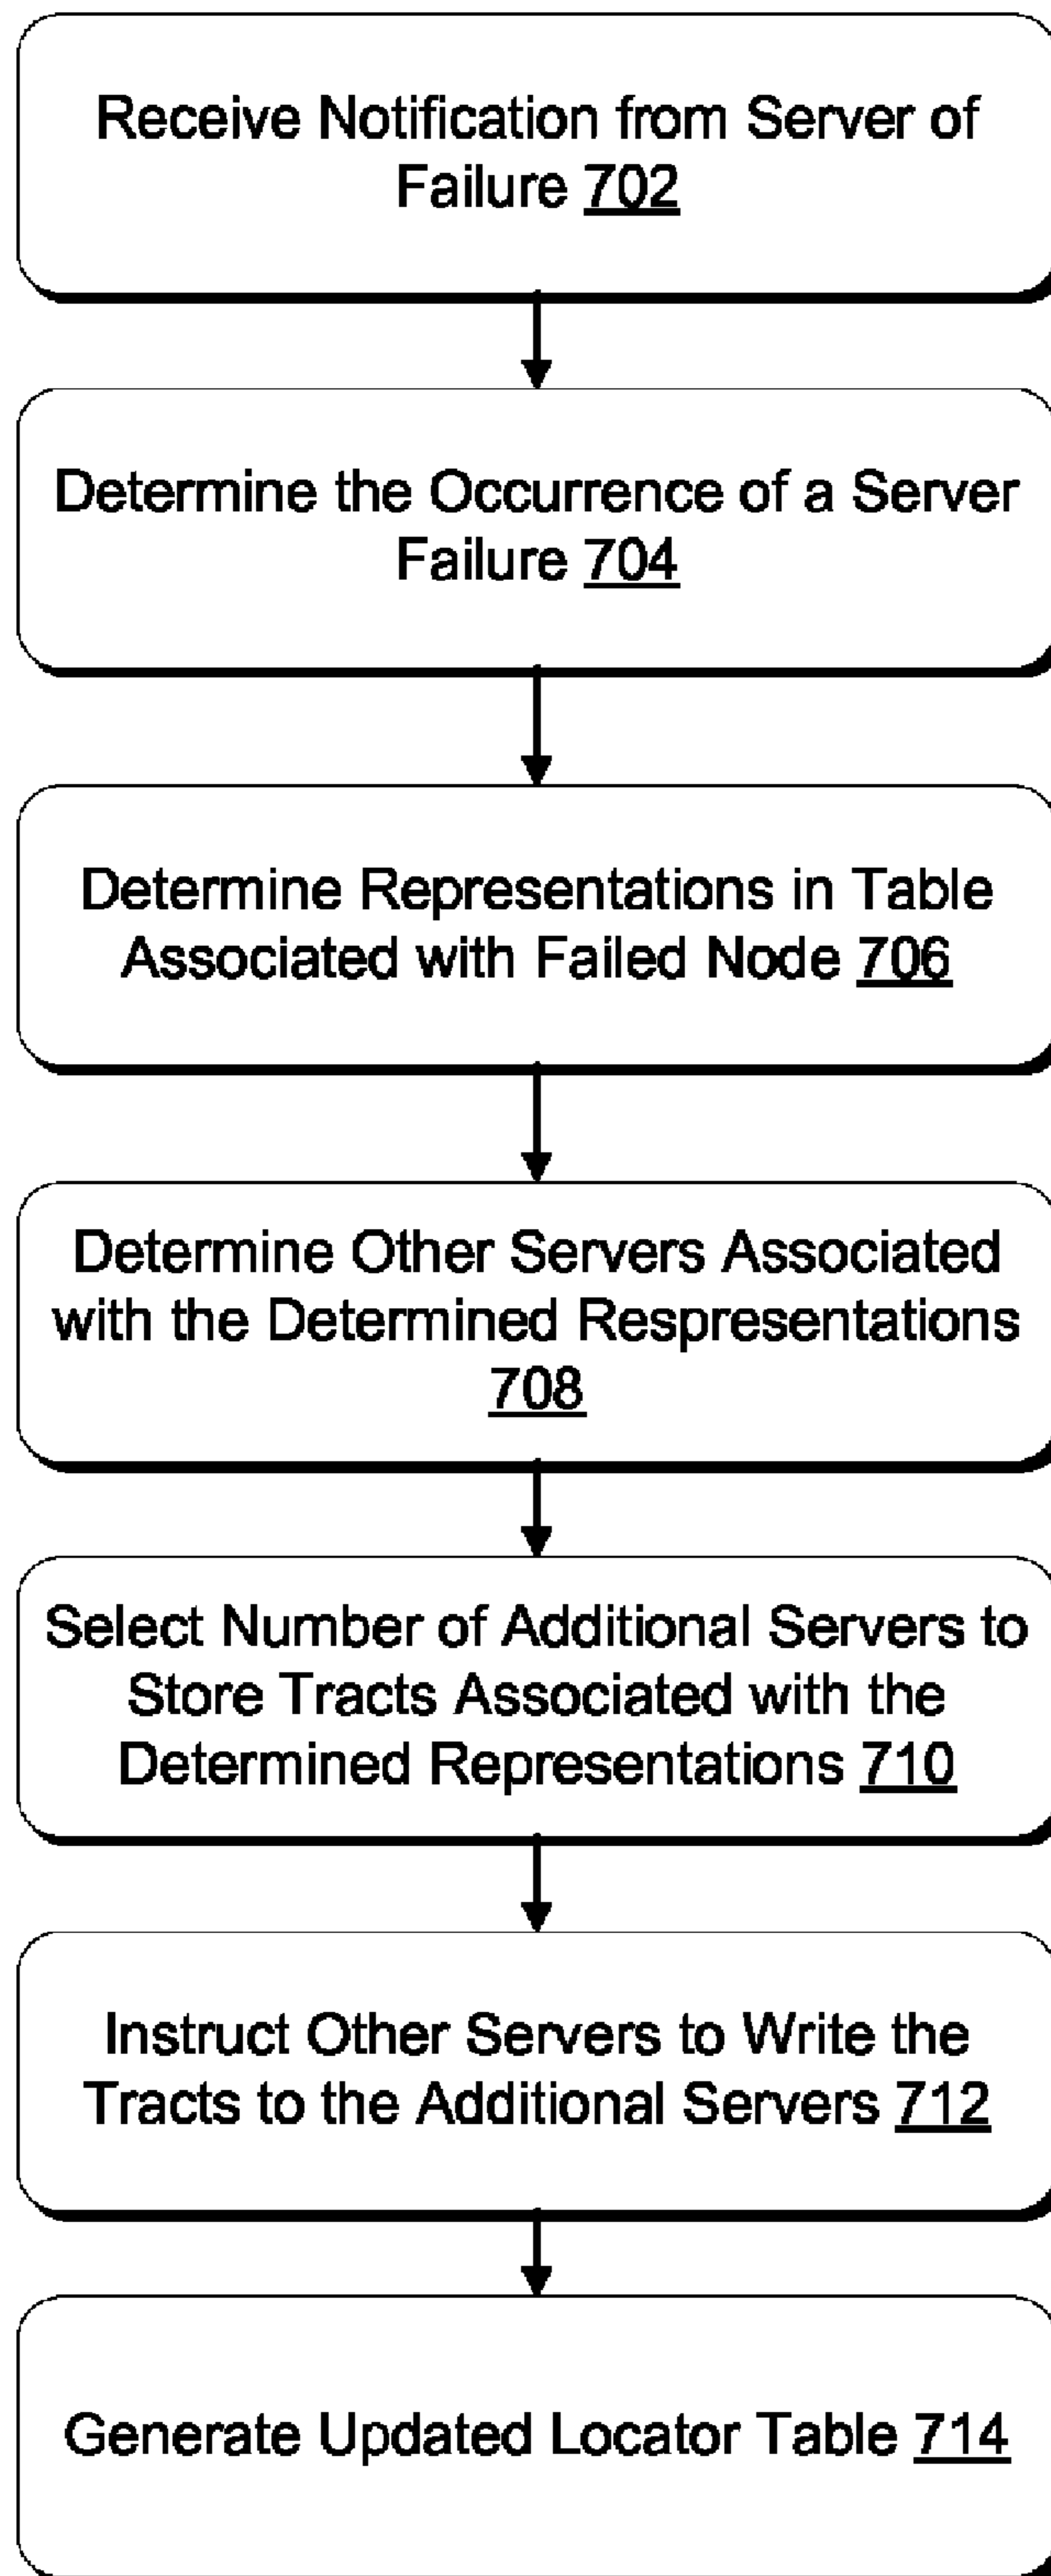 Receive Notification from Server of
Failure 702
Determine the Occurrence of a Server
Failure 704
Determine Representations in Table
Associated with Failed Node 706
Determine Other Servers Associated
with the Determined Respresentations
708
Select Number of Additional Servers to
Store Tracts Associated with the
Determined Representations 710
Instruct Other Servers to Write the
Tracts to the Additional Servers 712
Generate Updated Locator Table 714